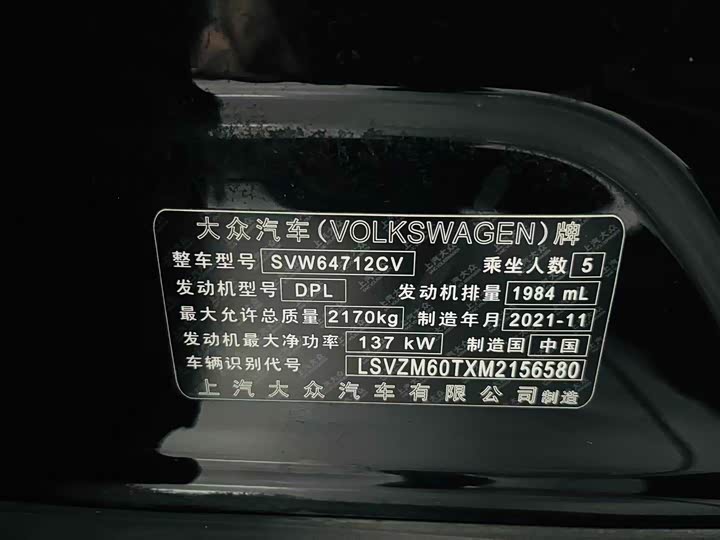 大众汽车(VOLKSWAGEN)牌
整车型号 SVW64712CV 乘坐人数 5
发动机型号 DPL 发动机排量 1984 mL
最大允许总质量 2170kg 制造年月 2021-11
发动机最大净功率 137 kW 制造国 中国
车辆识别代号 LSVZM60TXM2156580
上汽大众汽车有限公司制造